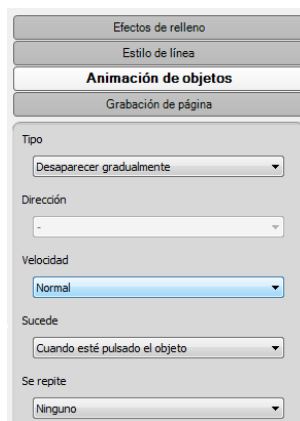 Efectos de relleno
Estilo de línea
Animación de objetos
Grabación de página
Tipo
Desaparecer gradualmente
Dirección
-
Velocidad
Normal
Sucede
Cuando esté pulsado el objeto
Se repite
Ninguno